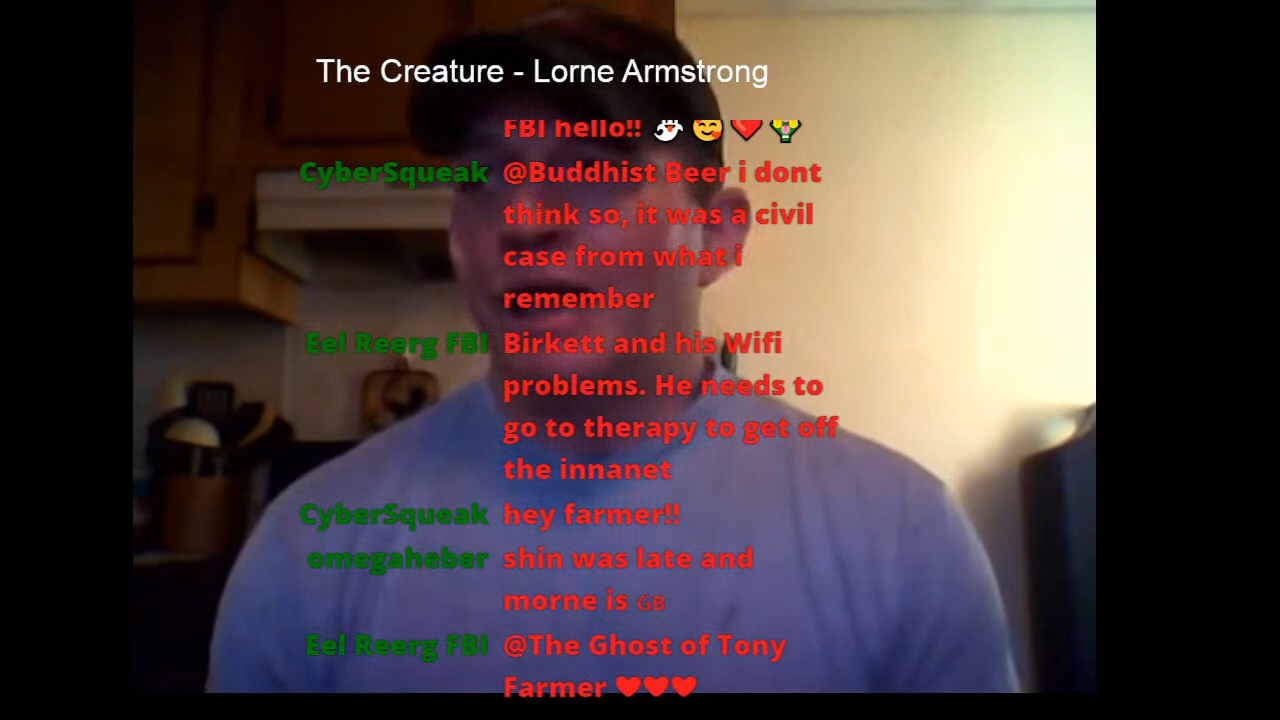 The Creature - Lorne Armstrong
FBI hello!! 👻🥰❤️
CyberSqueak @Buddhist Beer i dont
think so, it was a civil
case from what i
remember
Eel Reerg FBI Birkett and his Wifi
problems. He needs to
go to therapy to get off
the innanet
CyberSqueak hey farmer!!
omegaheber shin was late and
morne is GB
Eel Reerg FBI @The Ghost of Tony
Farmer ♥♥♥